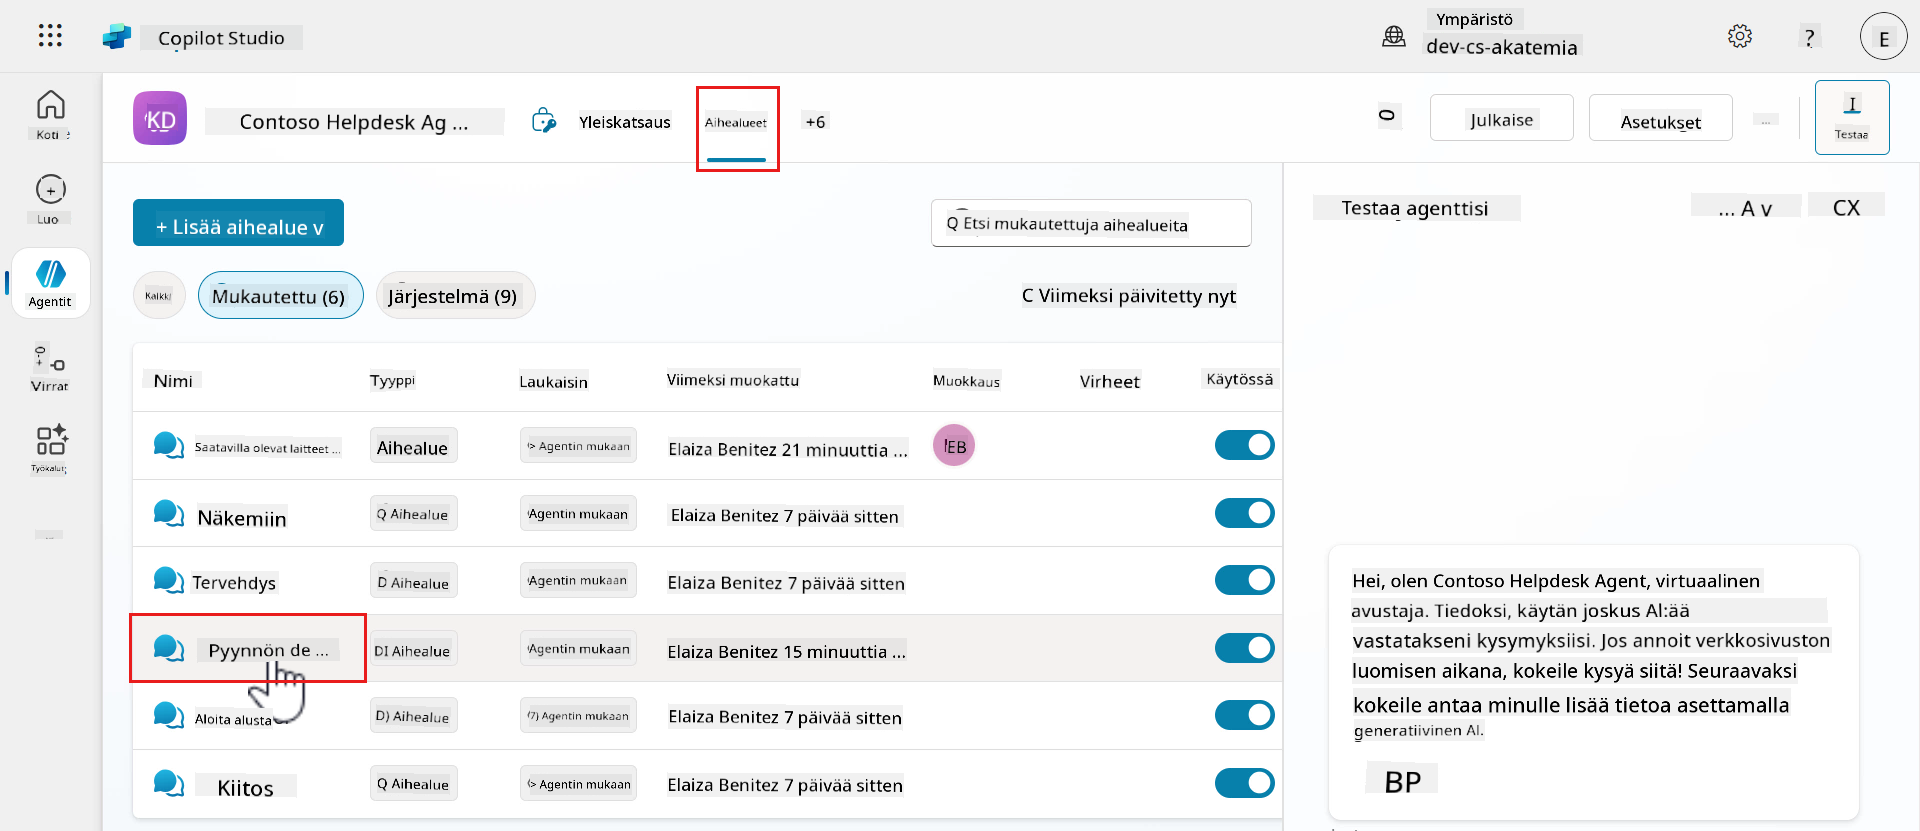 Copilot Studio
Ympäristö
dev-cs-akatemia
?
E
Koti
Luo
Agentit
Virrat
Työkalut
KD
Contoso Helpdesk Ag ...
Yleiskatsaus
Aihealueet
+6
Julkaise
Asetukset
...
Testaa
+ Lisää aihealue v
Q Etsi mukautettuja aihealueita
Kaikki
Mukautettu (6)
Järjestelmä (9)
C Viimeksi päivitetty nyt
Nimi Tyyppi Laukaisin Viimeksi muokattu Muokkaus Virheet Käytössä
Saatavilla olevat laitteet ... Aihealue Agentin mukaan Elaiza Benitez 21 minuuttia ... EB
Näkemiin Q Aihealue Agentin mukaan Elaiza Benitez 7 päivää sitten
Tervehdys D Aihealue Agentin mukaan Elaiza Benitez 7 päivää sitten
Pyynnön de ... DI Aihealue Agentin mukaan Elaiza Benitez 15 minuuttia ...
Aloita alusta D) Aihealue (7) Agentin mukaan Elaiza Benitez 7 päivää sitten
Kiitos Q Aihealue Agentin mukaan Elaiza Benitez 7 päivää sitten
Testaa agenttisi
... A v
CX
Hei, olen Contoso Helpdesk Agent, virtuaalinen
avustaja. Tiedoksi, käytän joskus AI:ää
vastatakseni kysymyksiisi. Jos annoit verkkosivuston
luomisen aikana, kokeile kysyä siitä! Seuraavaksi
kokeile antaa minulle lisää tietoa asettamalla
generatiivinen AI.
BP